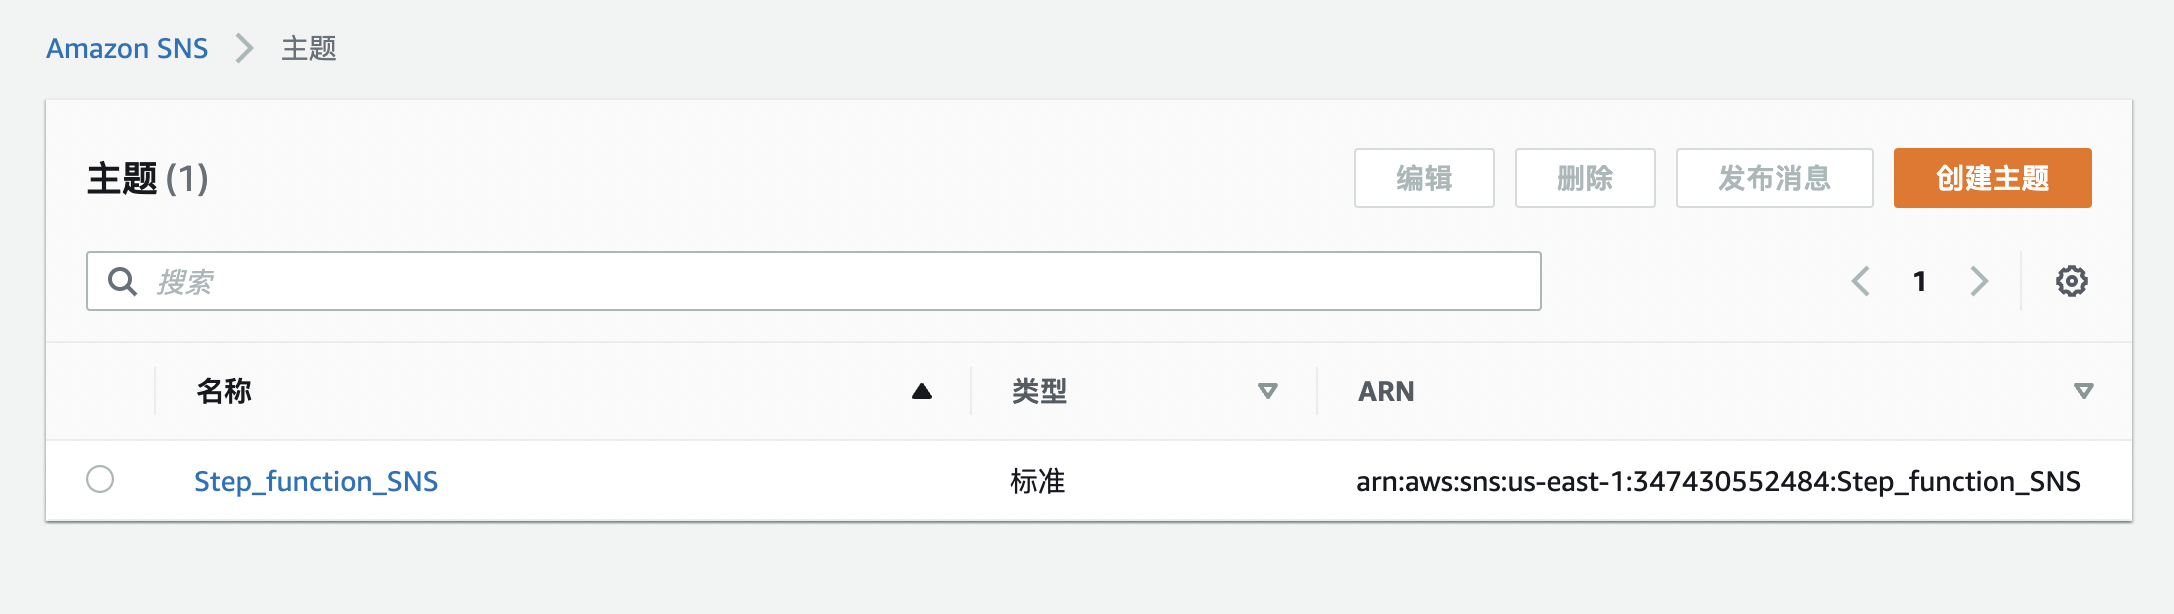 Amazon SNS 主题
主题 (1)
编辑 删除 发布消息 创建主题
搜索 1
名称 类型 ARN
Step_function_SNS 标准 arn:aws:sns:us-east-1:347430552484:Step_function_SNS